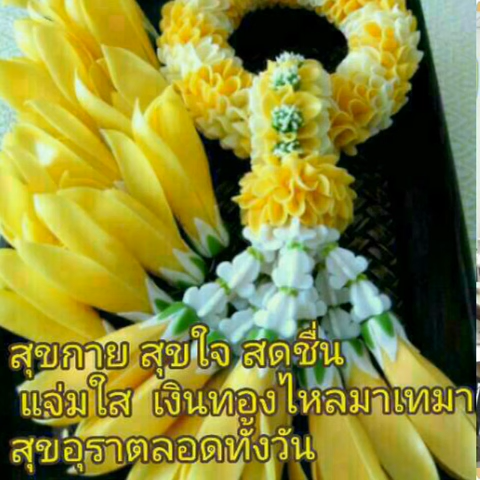 สุขกาย สุขใจ สดชื่น
แจ่มใส เงินทองไหลมาเทมา
สุขอุราตลอดทั้งวัน